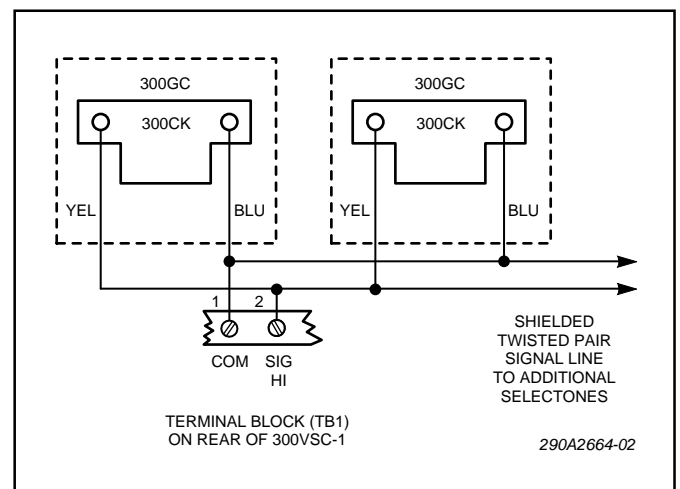 300GC
300CK
YEL
BLU
300GC
300CK
YEL
BLU
1 2
COM SIG
HI
TERMINAL BLOCK (TB1)
ON REAR OF 300VSC-1
SHIELDED
TWISTED PAIR
SIGNAL LINE
TO ADDITIONAL
SELECTONES
290A2664-02